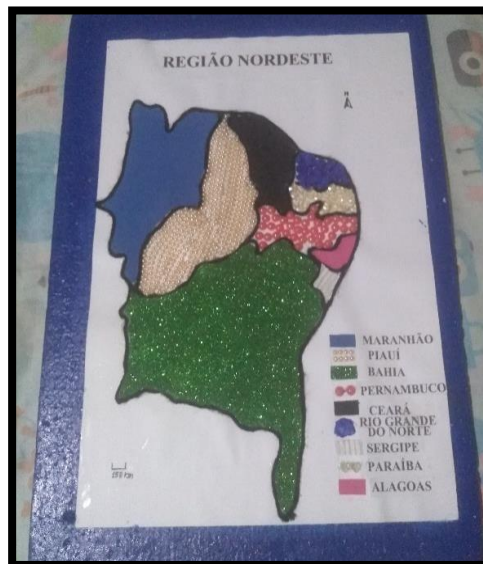 REGIÃO NORDESTE
N
MARANHÃO
PIAUÍ
BAHIA
PERNAMBUCO
CEARÁ
RIO GRANDE
DO NORTE
SERGIPE
PARAÍBA
ALAGOAS